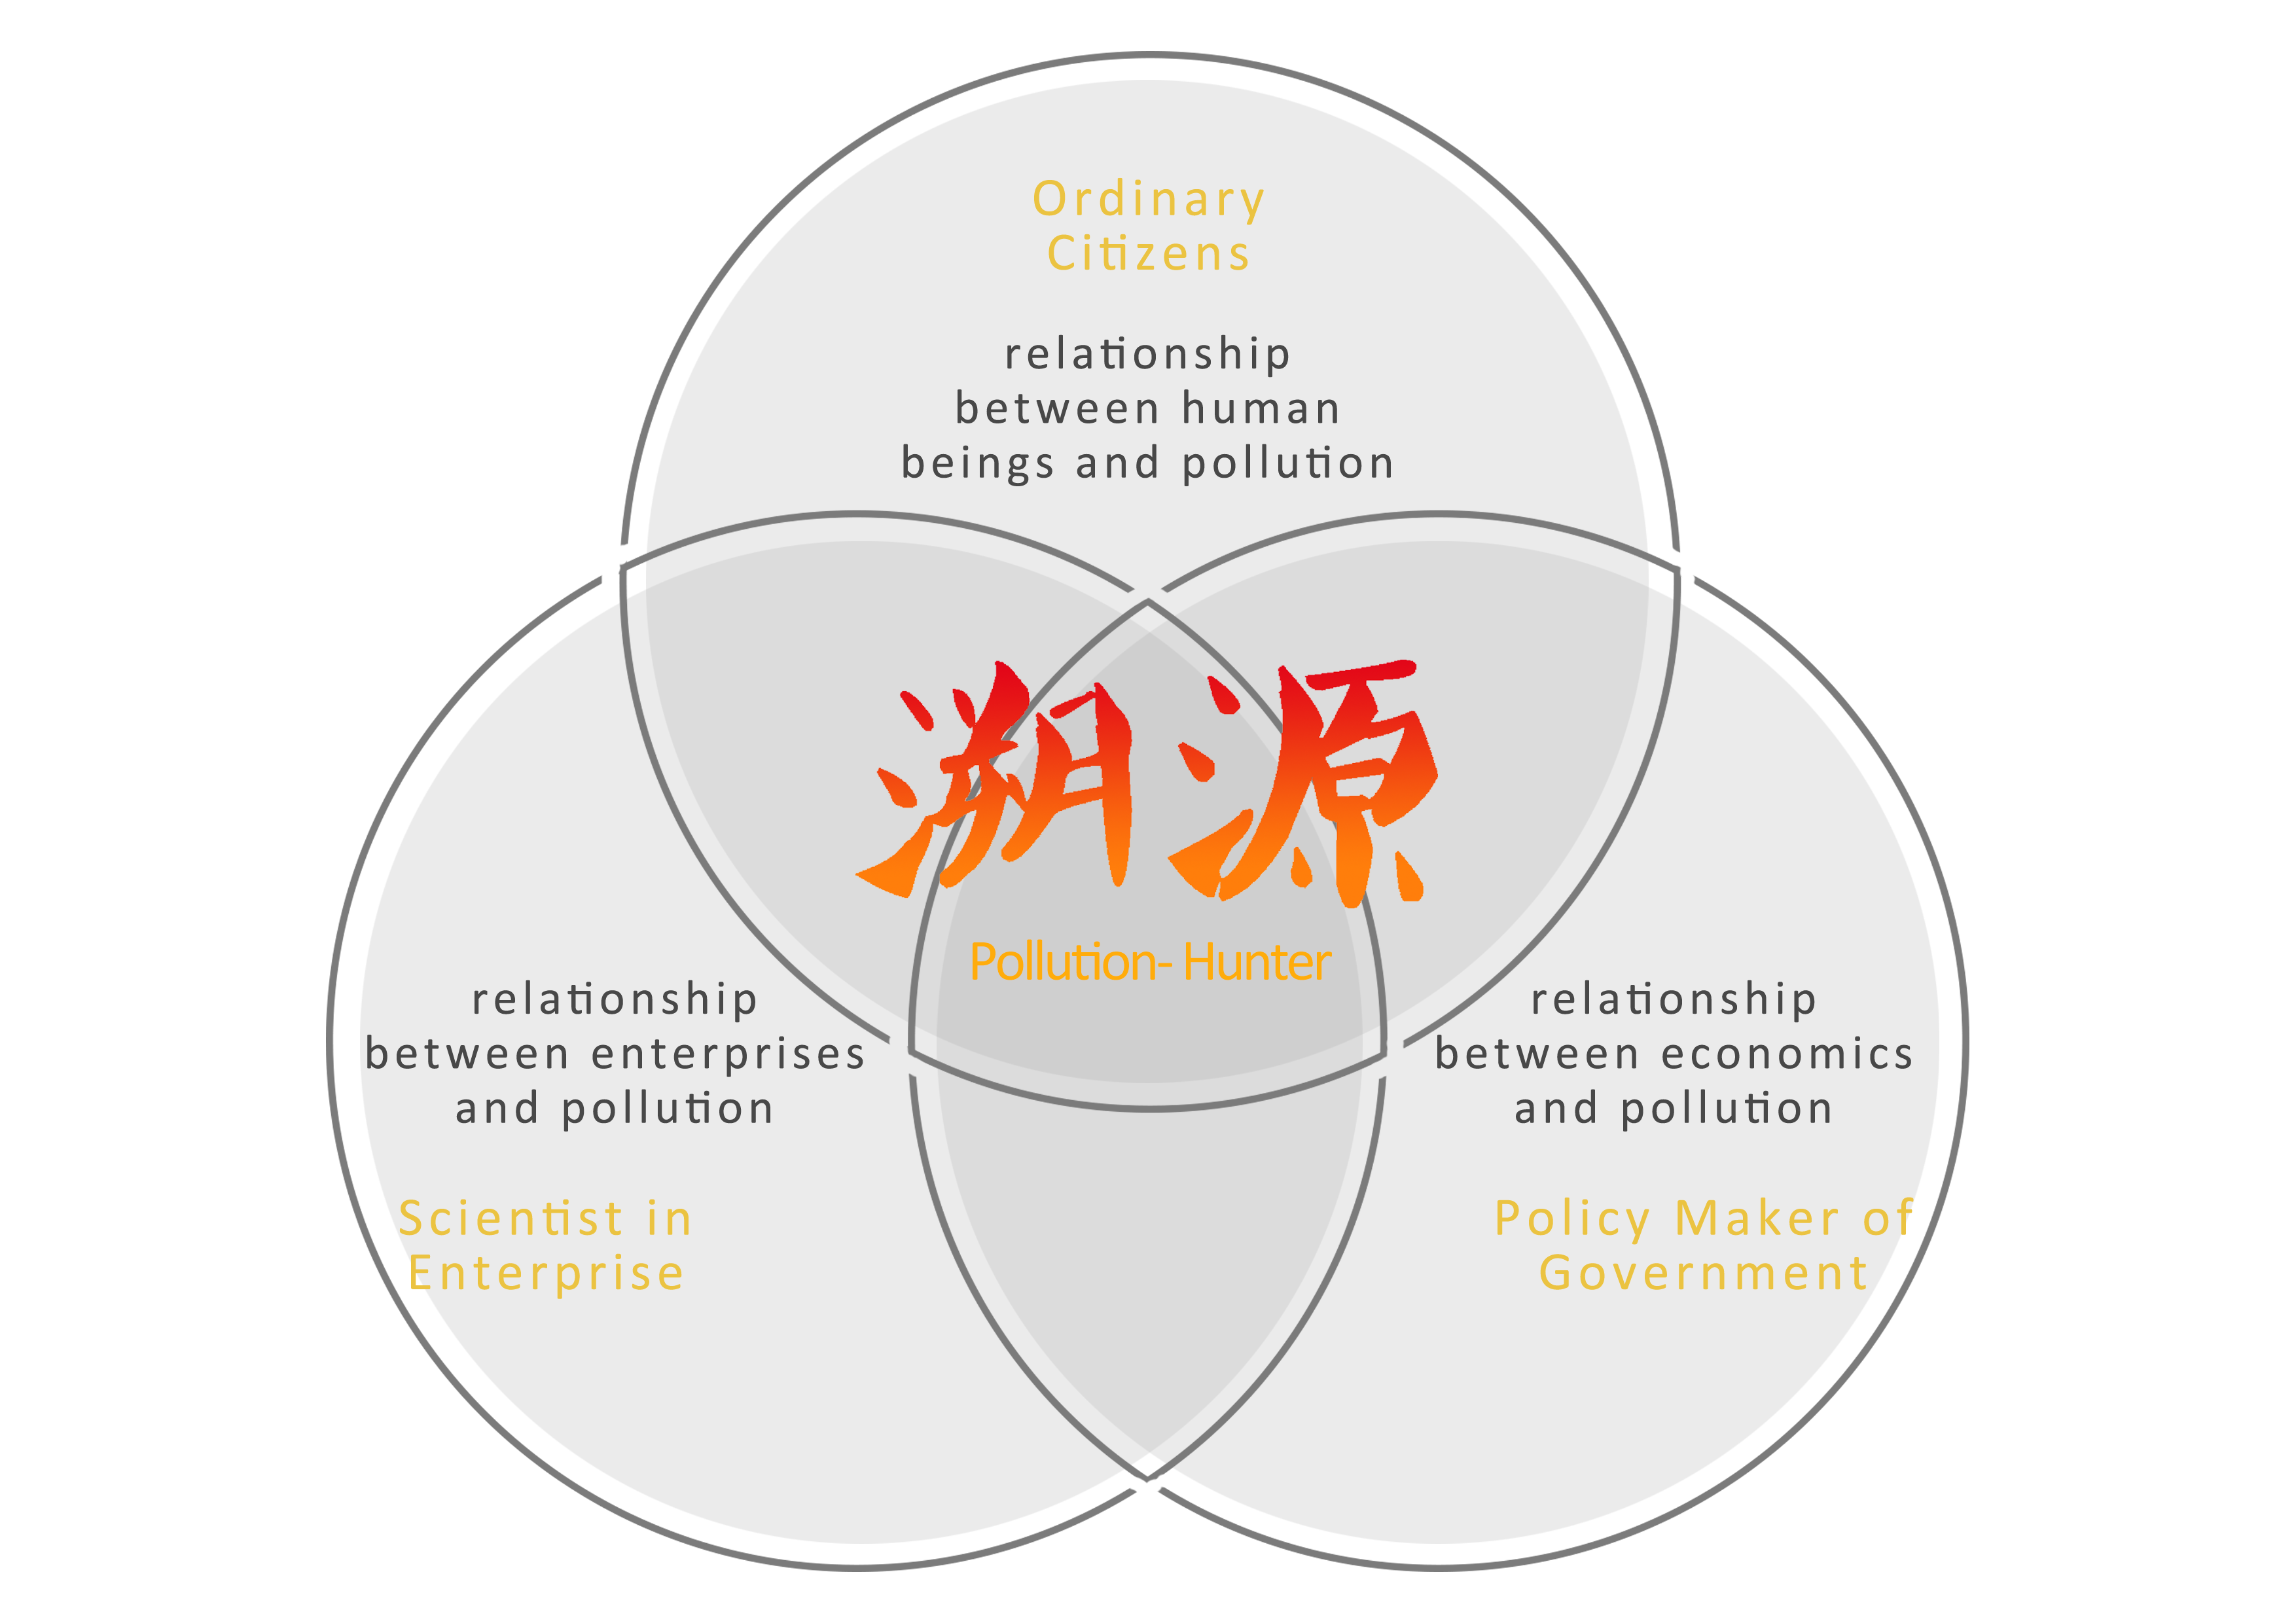 Ordinary
Citizens
relationship
between human
beings and pollution
溯源
Pollution-Hunter
relationship
between enterprises
and pollution
Scientist in
Enterprise
relationship
between economics
and pollution
Policy Maker of
Government